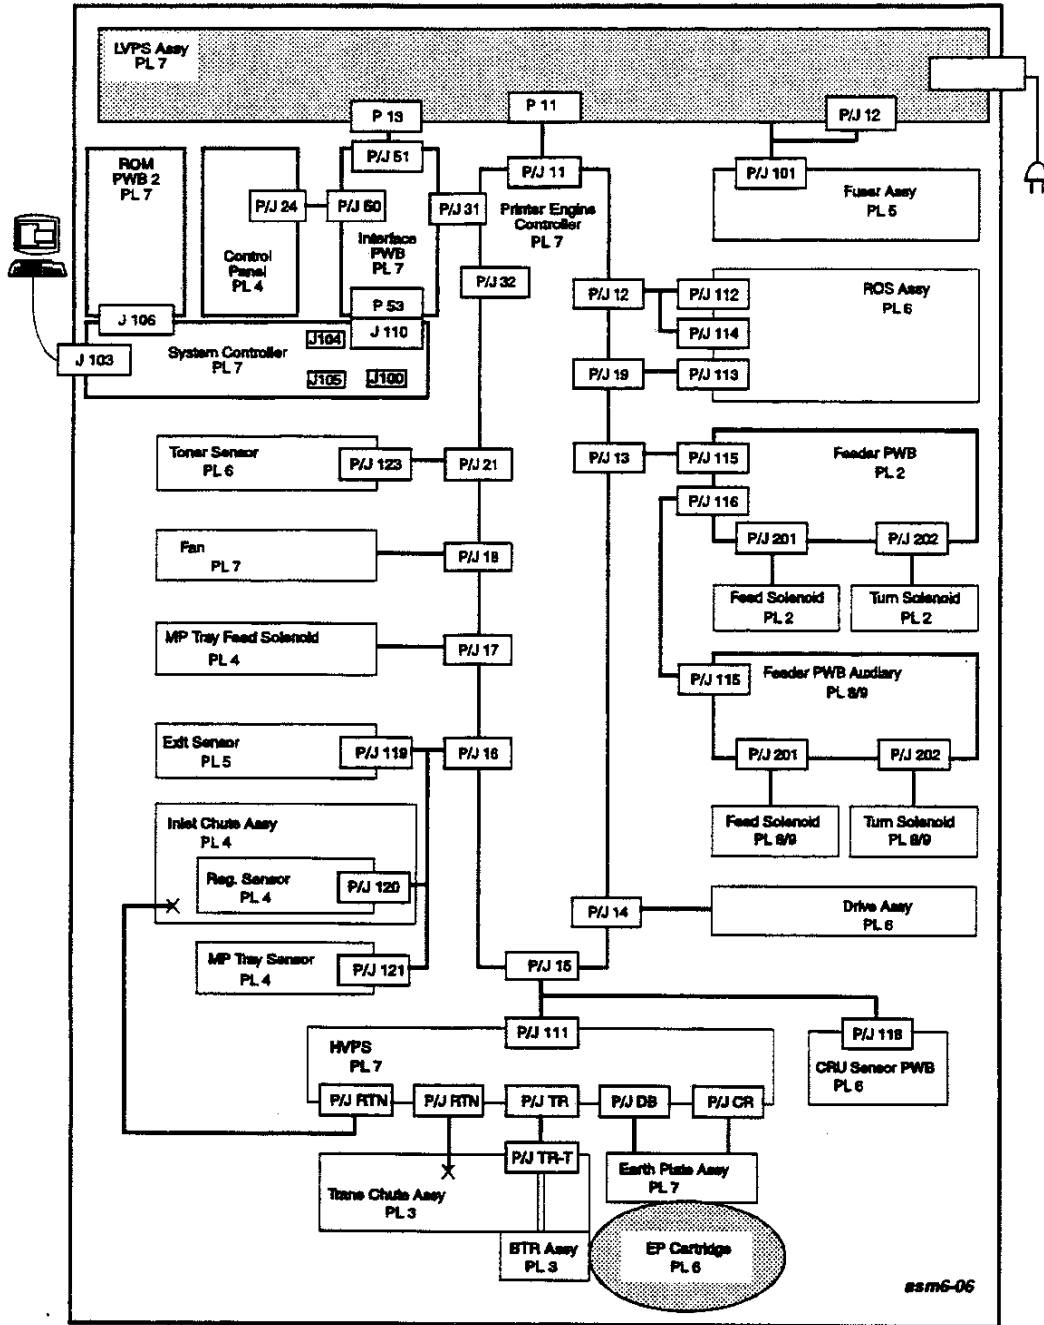 LVPS Assy
PL 7
P 13
P 11
P/J 12
P/J 51
P/J 11
P/J 101
ROM
PWB 2
PL 7
P/J 24
P/J 50
P/J 31
Printer Engine
Controller
PL 7
Fuser Assy
PL 5
Control
Panel
PL 4
Interface
PWB
PL 7
P/J 32
P/J 12
P/J 112
ROS Assy
PL 6
P 53
J 106
J 110
P/J 114
J 103
System Controller
PL 7
J104
J105
J100
P/J 19
P/J 113
Toner Sensor
PL 6
P/J 123
P/J 21
P/J 13
P/J 115
Feeder PWB
PL 2
P/J 116
P/J 201
P/J 202
Fan
PL 7
P/J 18
Feed Solenoid
PL 2
Turn Solenoid
PL 2
MP Tray Feed Solenoid
PL 4
P/J 17
P/J 115
Feeder PWB Auxiliary
PL 8/9
Exit Sensor
PL 5
P/J 119
P/J 16
P/J 201
P/J 202
Inlet Chute Assy
PL 4
Feed Solenoid
PL 8/9
Turn Solenoid
PL 8/9
Reg. Sensor
PL 4
P/J 120
P/J 14
Drive Assy
PL 6
MP Tray Sensor
PL 4
P/J 121
P/J 15
P/J 111
P/J 118
HVPS
PL 7
CRU Sensor PWB
PL 6
P/J RTN
P/J RTN
P/J TR
P/J DB
P/J CR
P/J TR-T
Trans Chute Assy
PL 3
Earth Plate Assy
PL 7
BTR Assy
PL 3
EP Cartridge
PL 6
asm6-06